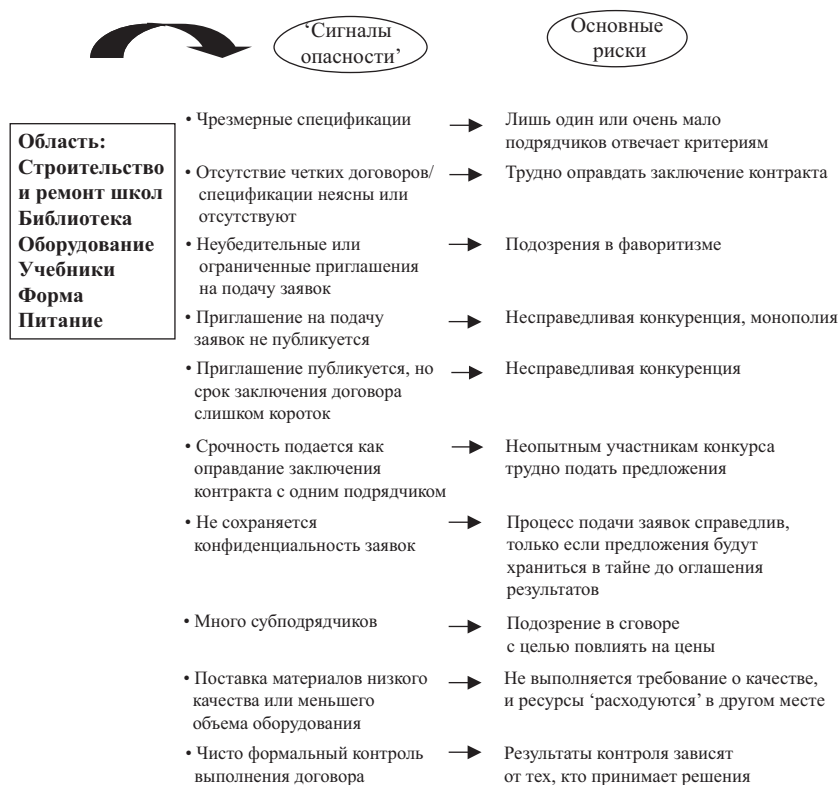 ‘Сигналы
опасности’
Основные
риски
Область:
Строительство
и ремонт школ
Библиотека
Оборудование
Учебники
Форма
Питание
• Чрезмерные спецификации
Лишь один или очень мало
подрядчиков отвечает критериям
• Отсутствие четких договоров/
спецификации неясны или
отсутствуют
Трудно оправдать заключение контракта
• Неубедительные или
ограниченные приглашения
на подачу заявок
Подозрения в фаворитизме
• Приглашение на подачу
заявок не публикуется
Несправедливая конкуренция, монополия
• Приглашение публикуется, но
срок заключения договора
слишком короток
Несправедливая конкуренция
• Срочность подается как
оправдание заключения
контракта с одним подрядчиком
Неопытным участникам конкурса
трудно подать предложения
• Не сохраняется
конфиденциальность заявок
Процесс подачи заявок справедлив,
только если предложения будут
храниться в тайне до оглашения
результатов
• Много субподрядчиков
Подозрение в сговоре
с целью повлиять на цены
• Поставка материалов низкого
качества или меньшего
объема оборудования
Не выполняется требование о качестве,
и ресурсы ‘расходуются’ в другом месте
• Чисто формальный контроль
выполнения договора
Результаты контроля зависят
от тех, кто принимает решения